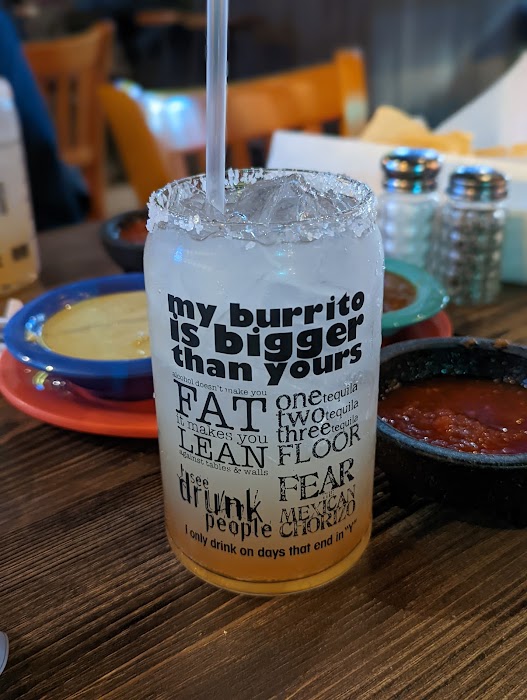 my burrito
is bigger
than yours
alcohol doesn't make you
FAT
it makes you
LEAN
against tables & walls
one tequila
two tequila
three tequila
FLOOR
I see
drunk
people
FEAR
MEXICAN
CHORIZO
I only drink on days that end in "Y"